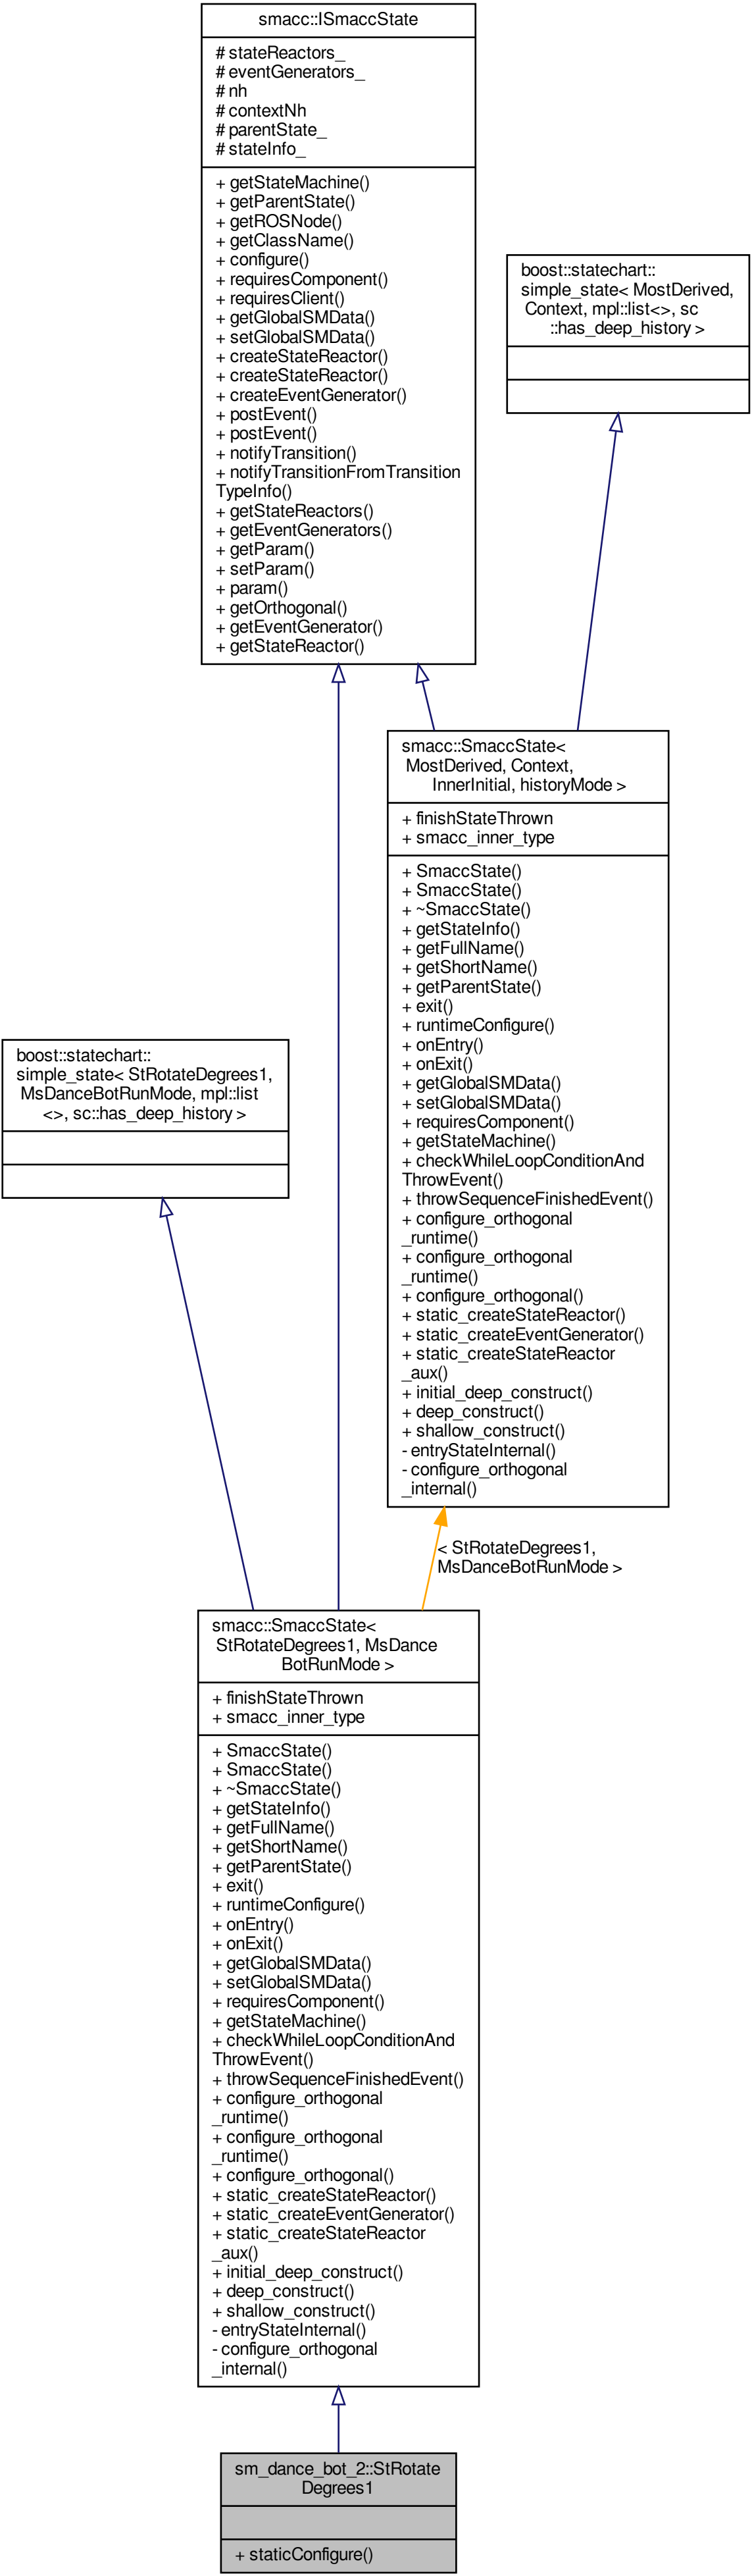 smacc::ISmaccState
# stateReactors_
# eventGenerators_
# nh
# contextNh
# parentState_
# stateInfo_
+ getStateMachine()
+ getParentState()
+ getROSNode()
+ getClassName()
+ configure()
+ requiresComponent()
+ requiresClient()
+ getGlobalSMData()
+ setGlobalSMData()
+ createStateReactor()
+ createStateReactor()
+ createEventGenerator()
+ postEvent()
+ postEvent()
+ notifyTransition()
+ notifyTransitionFromTransition
TypeInfo()
+ getStateReactors()
+ getEventGenerators()
+ getParam()
+ setParam()
+ param()
+ getOrthogonal()
+ getEventGenerator()
+ getStateReactor()
boost::statechart::
simple_state< MostDerived,
Context, mpl::list<>, sc
::has_deep_history >
smacc::SmaccState<
MostDerived, Context,
InnerInitial, historyMode >
+ finishStateThrown
+ smacc_inner_type
+ SmaccState()
+ SmaccState()
+ ~SmaccState()
+ getStateInfo()
+ getFullName()
+ getShortName()
+ getParentState()
+ exit()
+ runtimeConfigure()
+ onEntry()
+ onExit()
+ getGlobalSMData()
+ setGlobalSMData()
+ requiresComponent()
+ getStateMachine()
+ checkWhileLoopConditionAnd
ThrowEvent()
+ throwSequenceFinishedEvent()
+ configure_orthogonal
_runtime()
+ configure_orthogonal
_runtime()
+ configure_orthogonal()
+ static_createStateReactor()
+ static_createEventGenerator()
+ static_createStateReactor
_aux()
+ initial_deep_construct()
+ deep_construct()
+ shallow_construct()
- entryStateInternal()
- configure_orthogonal
_internal()
boost::statechart::
simple_state< StRotateDegrees1,
MsDanceBotRunMode, mpl::list
<>, sc::has_deep_history >
< StRotateDegrees1,
MsDanceBotRunMode >
smacc::SmaccState<
StRotateDegrees1, MsDance
BotRunMode >
+ finishStateThrown
+ smacc_inner_type
+ SmaccState()
+ SmaccState()
+ ~SmaccState()
+ getStateInfo()
+ getFullName()
+ getShortName()
+ getParentState()
+ exit()
+ runtimeConfigure()
+ onEntry()
+ onExit()
+ getGlobalSMData()
+ setGlobalSMData()
+ requiresComponent()
+ getStateMachine()
+ checkWhileLoopConditionAnd
ThrowEvent()
+ throwSequenceFinishedEvent()
+ configure_orthogonal
_runtime()
+ configure_orthogonal
_runtime()
+ configure_orthogonal()
+ static_createStateReactor()
+ static_createEventGenerator()
+ static_createStateReactor
_aux()
+ initial_deep_construct()
+ deep_construct()
+ shallow_construct()
- entryStateInternal()
- configure_orthogonal
_internal()
sm_dance_bot_2::StRotate
Degrees1
+ staticConfigure()